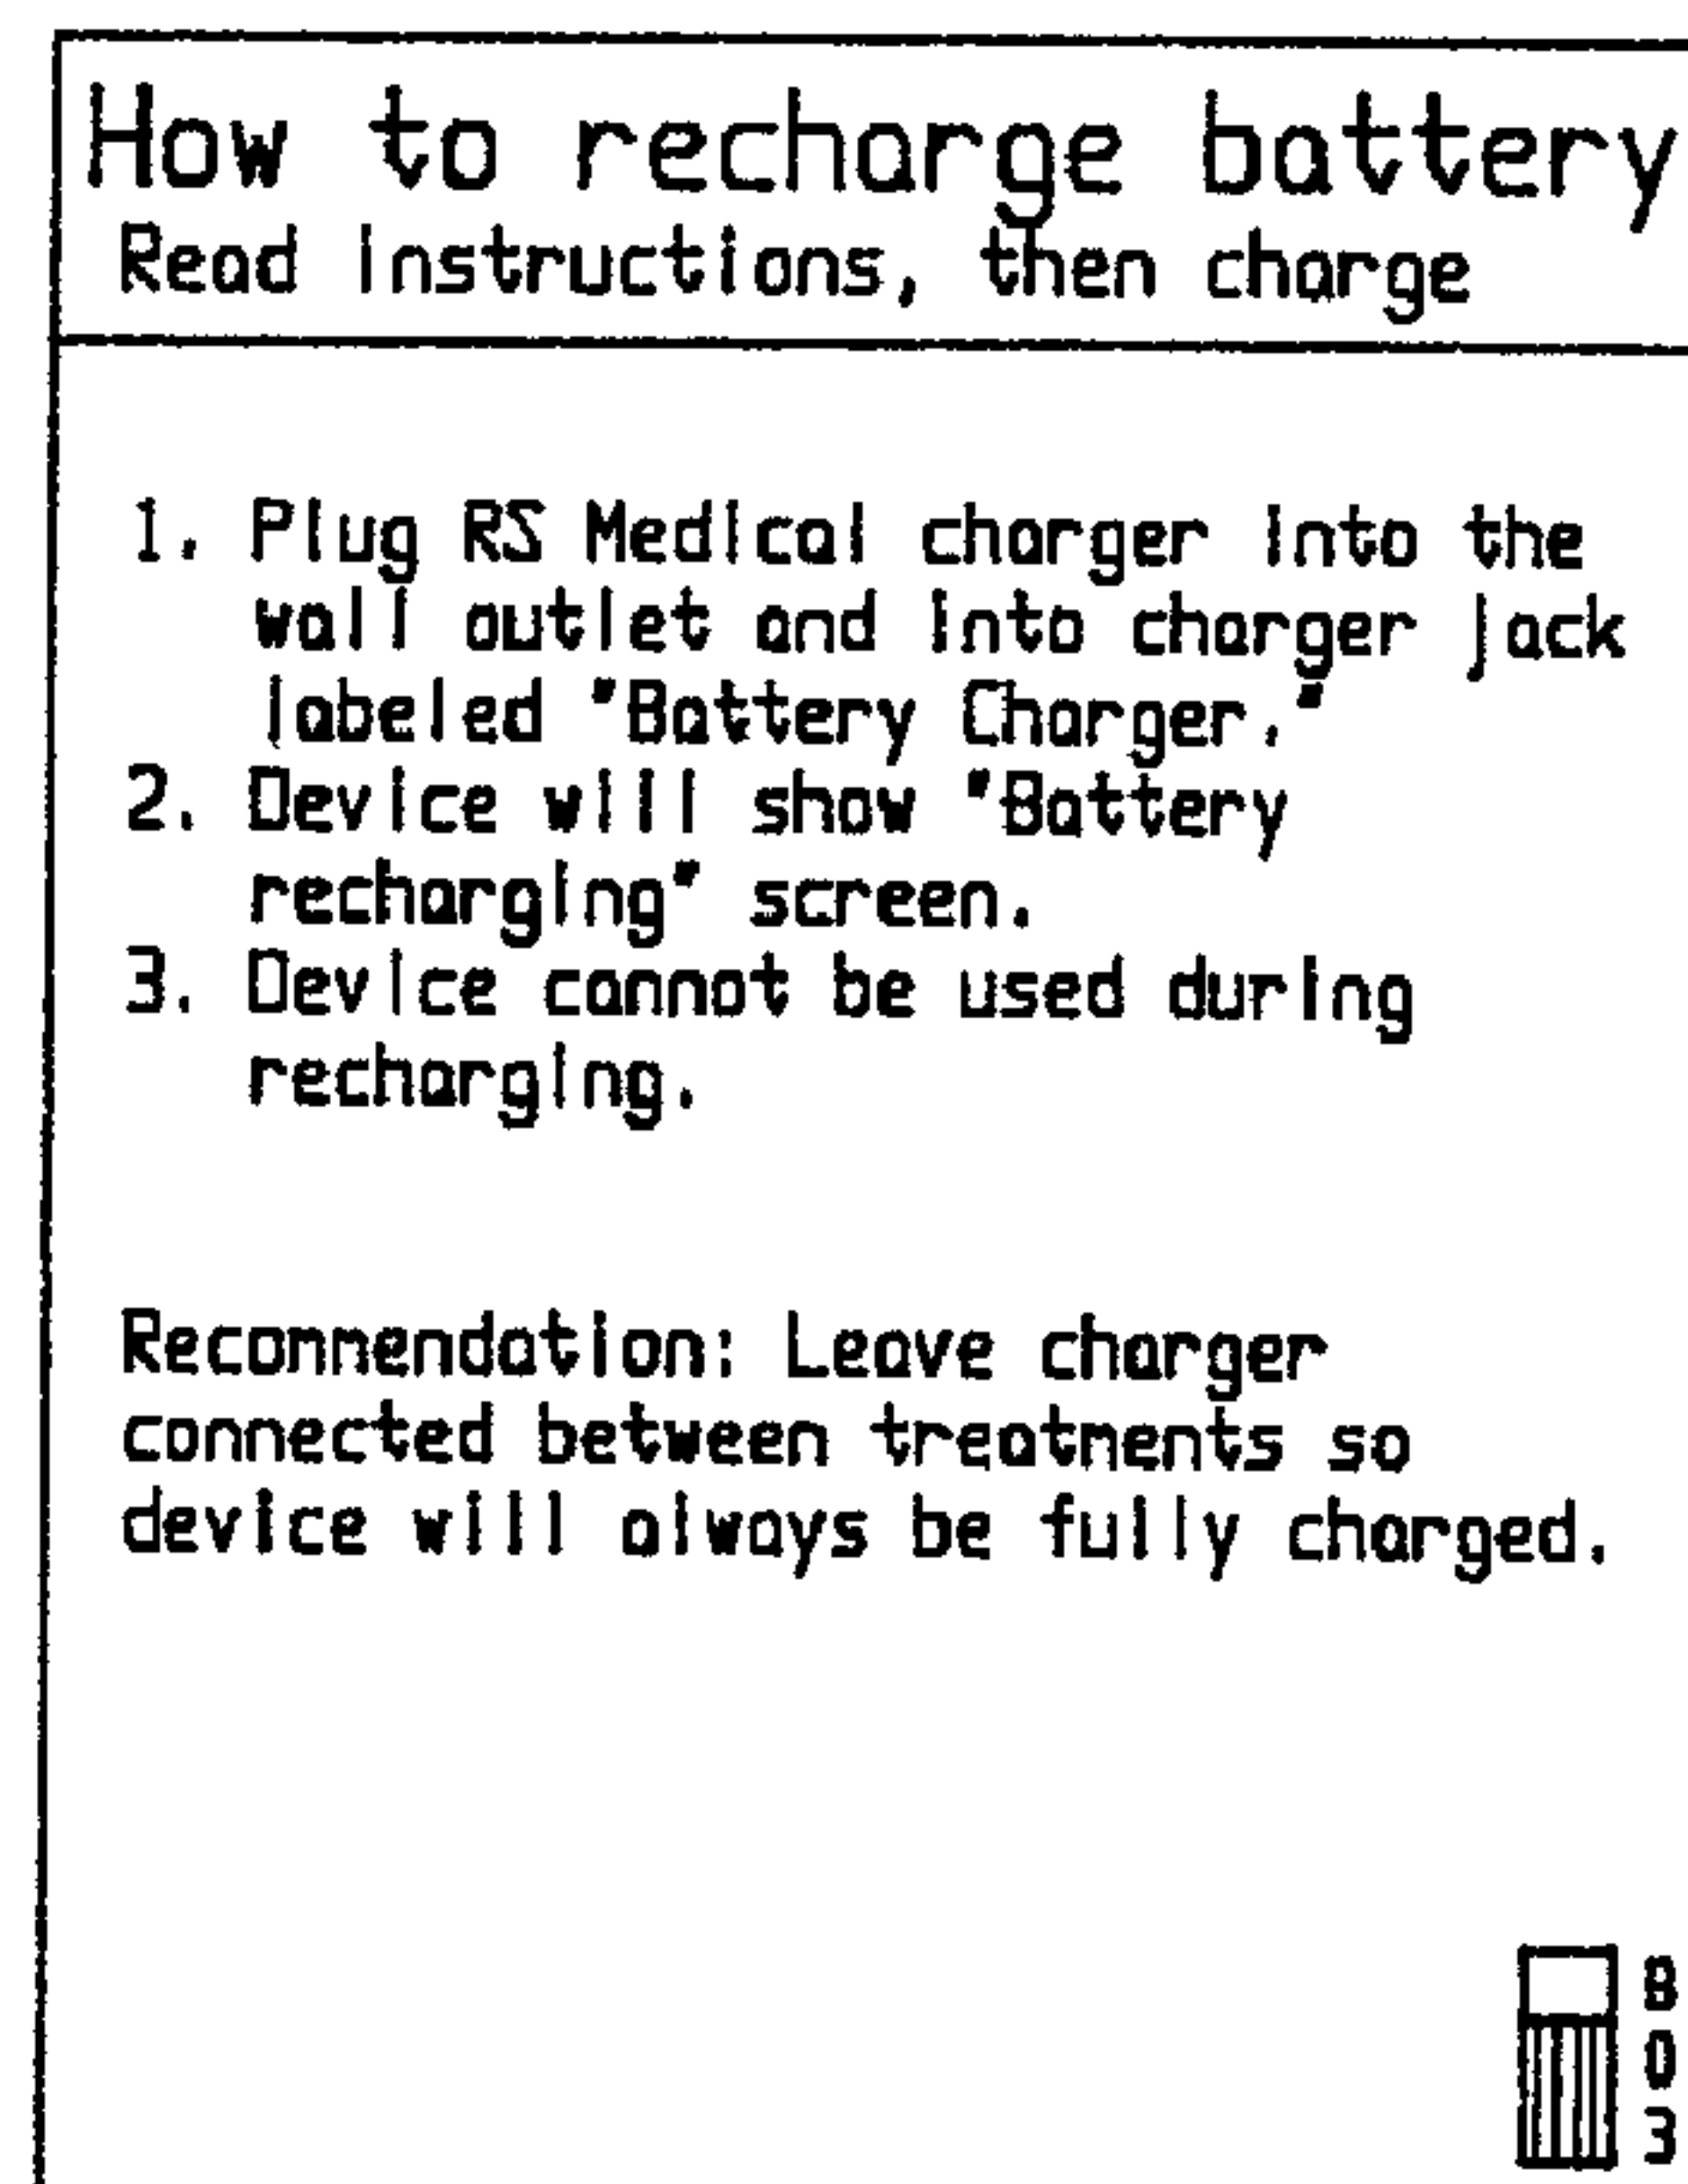 How to recharge battery
Read instructions, then charge
1. Plug RS Medical charger into the
wall outlet and into charger jack
labeled "Battery Charger."
2. Device will show "Battery
recharging" screen.
3. Device cannot be used during
recharging.
Recommendation: Leave charger
connected between treatments so
device will always be fully charged.
8
0
3